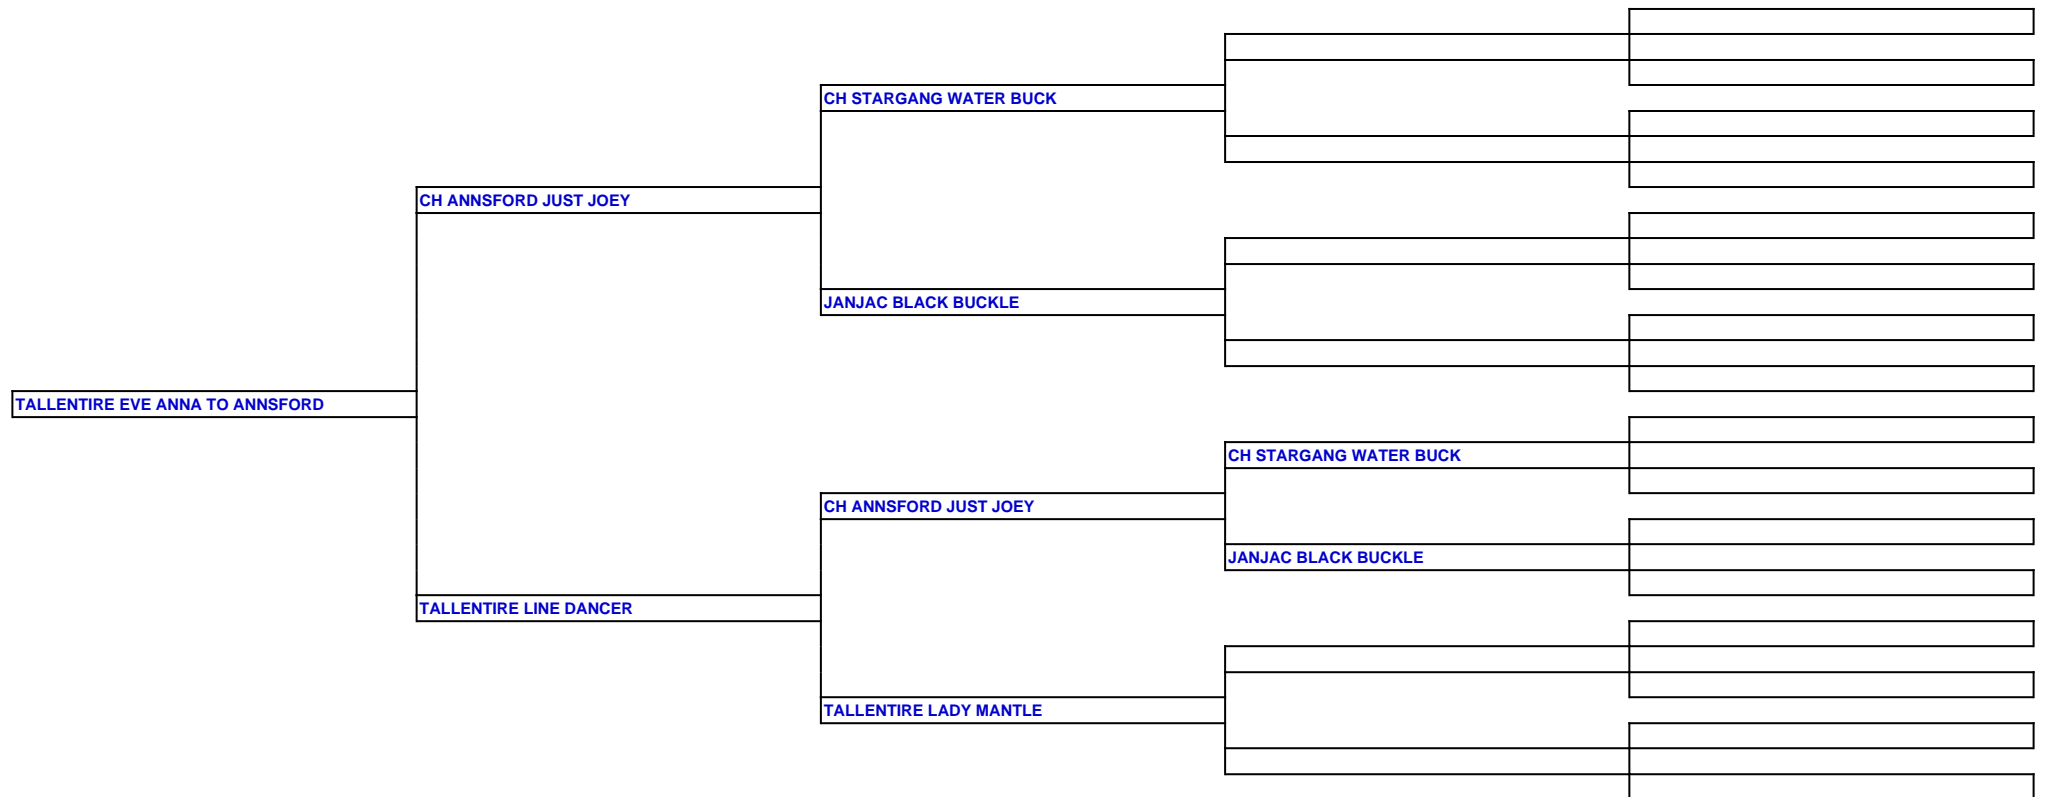 CH STARGANG WATER BUCK
CH ANNSFORD JUST JOEY
JANJAC BLACK BUCKLE
TALLENTIRE EVE ANNA TO ANNSFORD
CH STARGANG WATER BUCK
CH ANNSFORD JUST JOEY
JANJAC BLACK BUCKLE
TALLENTIRE LINE DANCER
TALLENTIRE LADY MANTLE